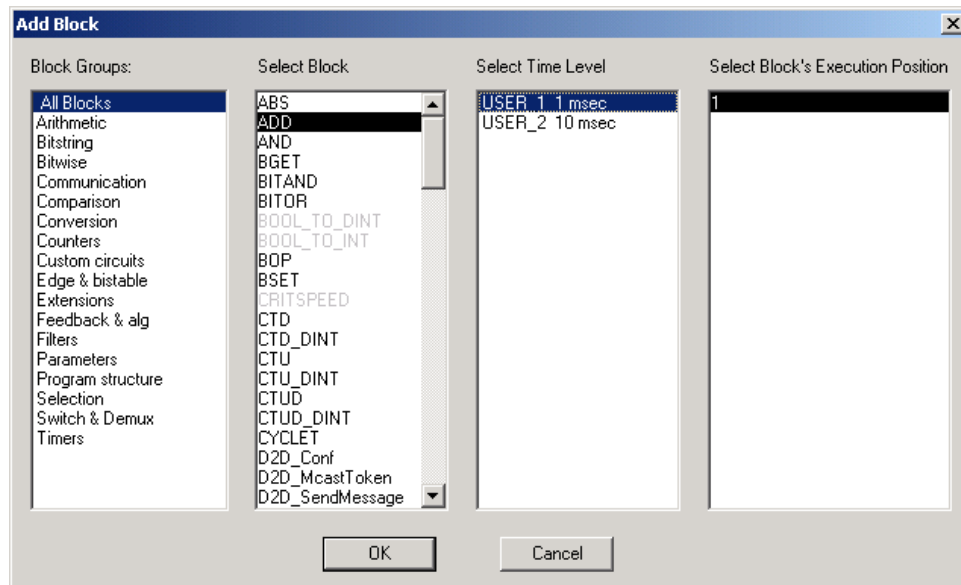 Add Block
Block Groups:
All Blocks
Arithmetic
Bitstring
Bitwise
Communication
Comparison
Conversion
Counters
Custom circuits
Edge & bistable
Extensions
Feedback & alg
Filters
Parameters
Program structure
Selection
Switch & Demux
Timers
Select Block
ABS
ADD
AND
BGET
BITAND
BITOR
BOOL_TO_DINT
BOOL_TO_INT
BOP
BSET
CRITSPEED
CTD
CTD_DINT
CTU
CTU_DINT
CTUD
CTUD_DINT
CYCLET
D2D_Conf
D2D_McastToken
D2D_SendMessage
Select Time Level
USER_1 1 msec
USER_2 10 msec
Select Block's Execution Position
1
OK
Cancel